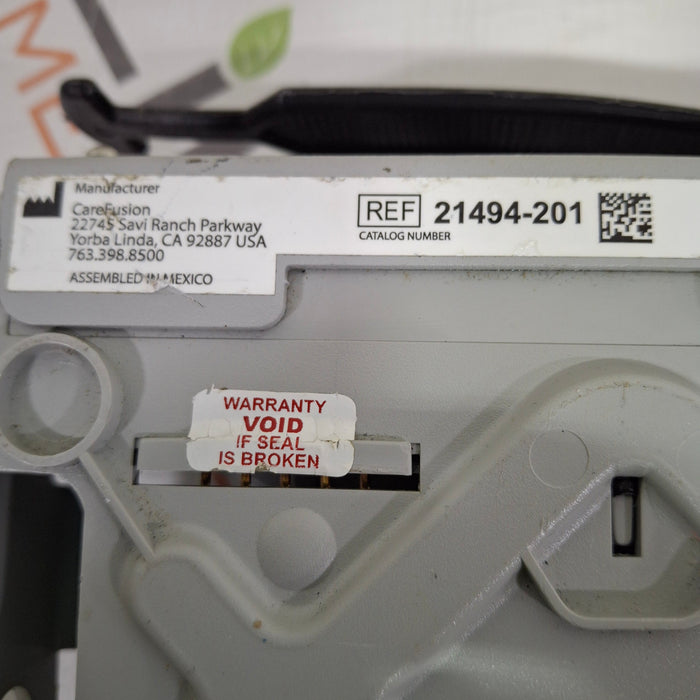 Manufacturer
CareFusion
22745 Savi Ranch Parkway
Yorba Linda, CA 92887 USA
763.398.8500
ASSEMBLED IN MEXICO
REF 21494-201
CATALOG NUMBER
WARRANTY
VOID
IF SEAL
IS BROKEN